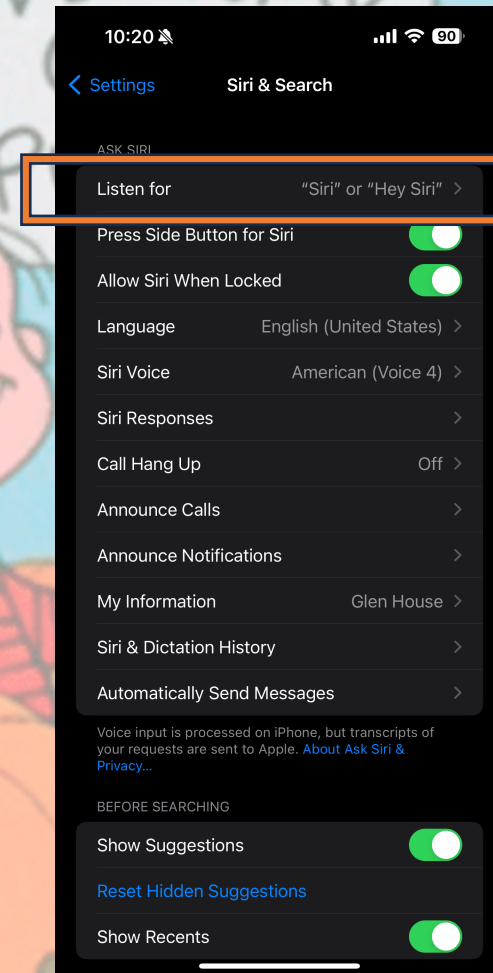 10:20
90
Settings
Siri & Search
ASK SIRI
Listen for “Siri” or “Hey Siri”
Press Side Button for Siri
Allow Siri When Locked
Language English (United States)
Siri Voice American (Voice 4)
Siri Responses
Call Hang Up Off
Announce Calls
Announce Notifications
My Information Glen House
Siri & Dictation History
Automatically Send Messages
Voice input is processed on iPhone, but transcripts of
your requests are sent to Apple. About Ask Siri &
Privacy...
BEFORE SEARCHING
Show Suggestions
Reset Hidden Suggestions
Show Recents